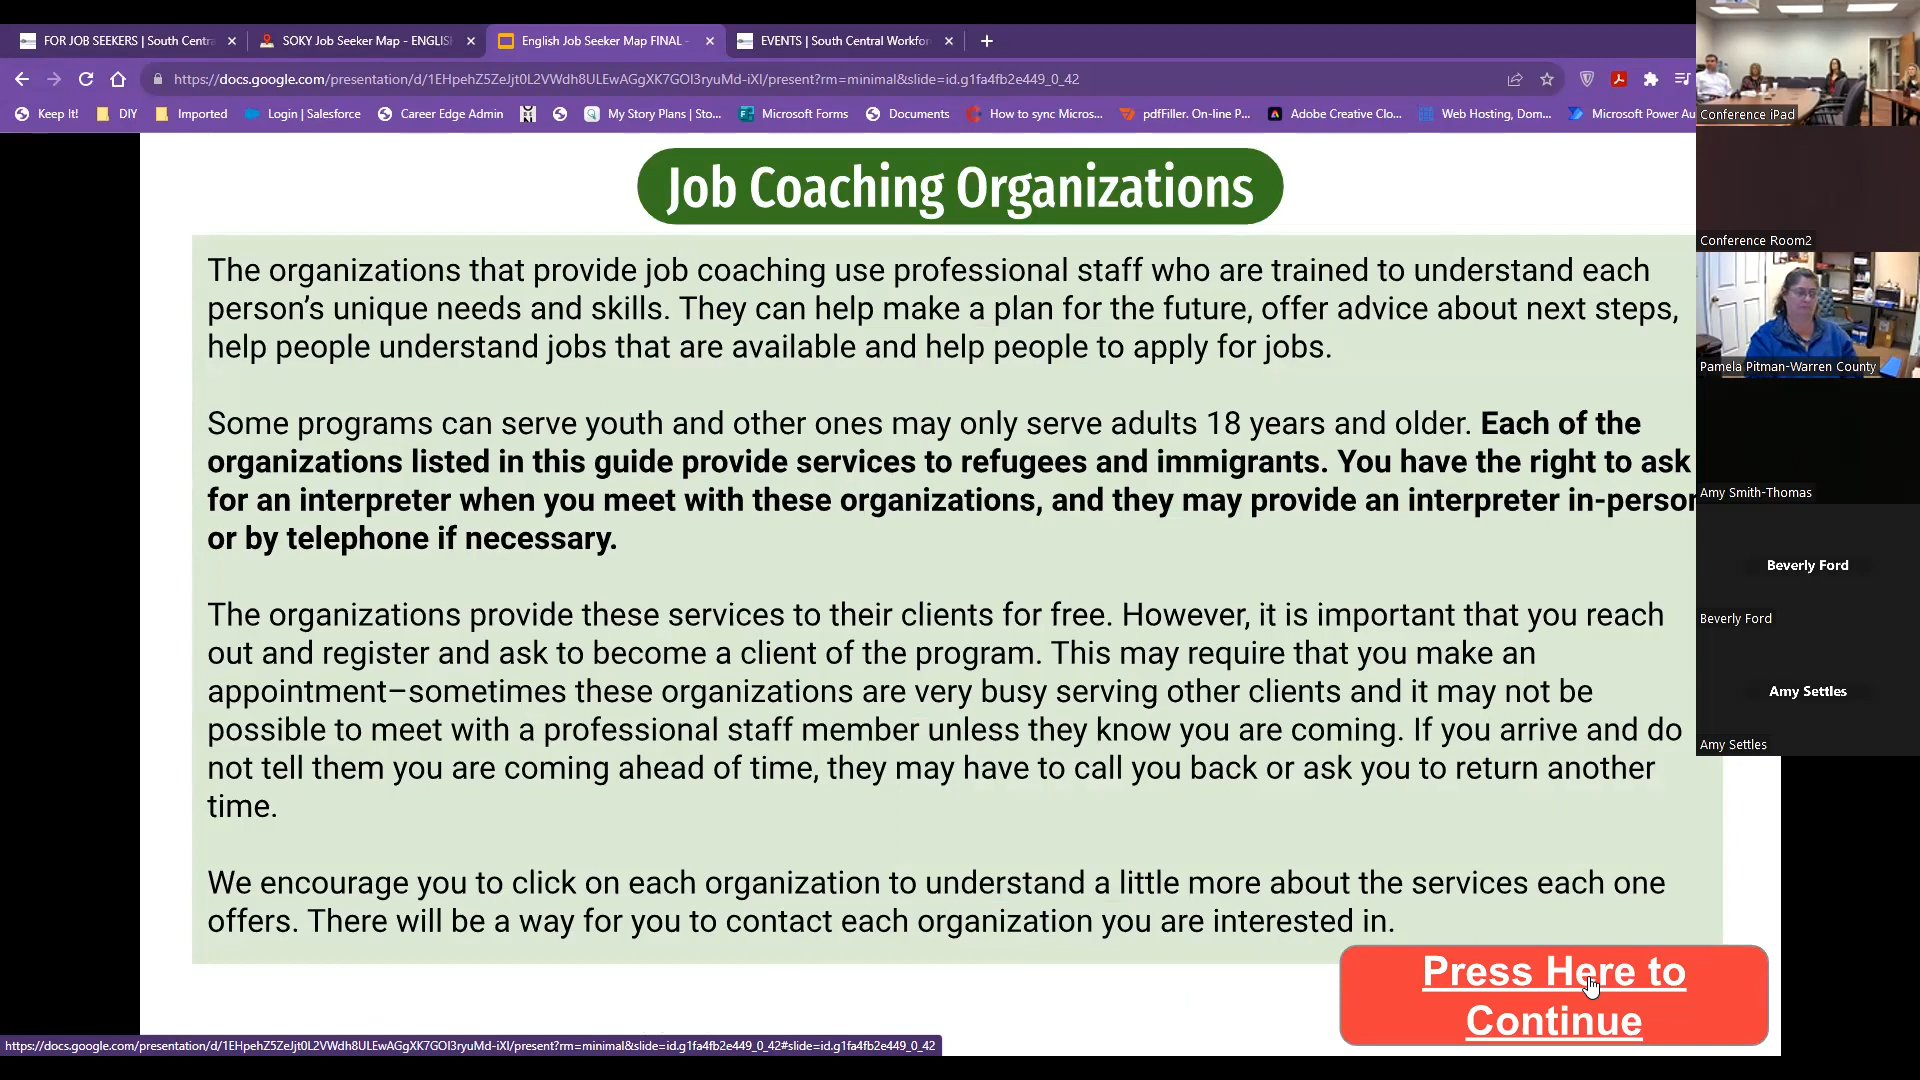 FOR JOB SEEKERS | South Centra
SOKY Job Seeker Map - ENGLISH
English Job Seeker Map FINAL -
EVENTS | South Central Workfor
https://docs.google.com/presentation/d/1EHpehZ5ZeJjt0L2VWdh8ULEwAGgXK7GOI3ryuMd-iXI/present?rm=minimal&slide=id.g1fa4fb2e449_0_42
Keep It!
DIY
Imported
Login | Salesforce
Career Edge Admin
My Story Plans | Sto...
Microsoft Forms
Documents
How to sync Micros...
pdfFiller. On-line P...
Adobe Creative Clo...
Web Hosting, Dom...
Microsoft Power Au
Conference iPad
Conference Room2
Pamela Pitman-Warren County
Amy Smith-Thomas
Beverly Ford
Beverly Ford
Amy Settles
Amy Settles
Job Coaching Organizations
The organizations that provide job coaching use professional staff who are trained to understand each
person's unique needs and skills. They can help make a plan for the future, offer advice about next steps,
help people understand jobs that are available and help people to apply for jobs.
Some programs can serve youth and other ones may only serve adults 18 years and older. Each of the
organizations listed in this guide provide services to refugees and immigrants. You have the right to ask
for an interpreter when you meet with these organizations, and they may provide an interpreter in-person
or by telephone if necessary.
The organizations provide these services to their clients for free. However, it is important that you reach
out and register and ask to become a client of the program. This may require that you make an
appointment–sometimes these organizations are very busy serving other clients and it may not be
possible to meet with a professional staff member unless they know you are coming. If you arrive and do
not tell them you are coming ahead of time, they may have to call you back or ask you to return another
time.
We encourage you to click on each organization to understand a little more about the services each one
offers. There will be a way for you to contact each organization you are interested in.
Press Here to
Continue
https://docs.google.com/presentation/d/1EHpehZ5ZeJjt0L2VWdh8ULEwAGgXK7GOI3ryuMd-iXI/present?rm=minimal&slide=id.g1fa4fb2e449_0_42#slide=id.g1fa4fb2e449_0_42